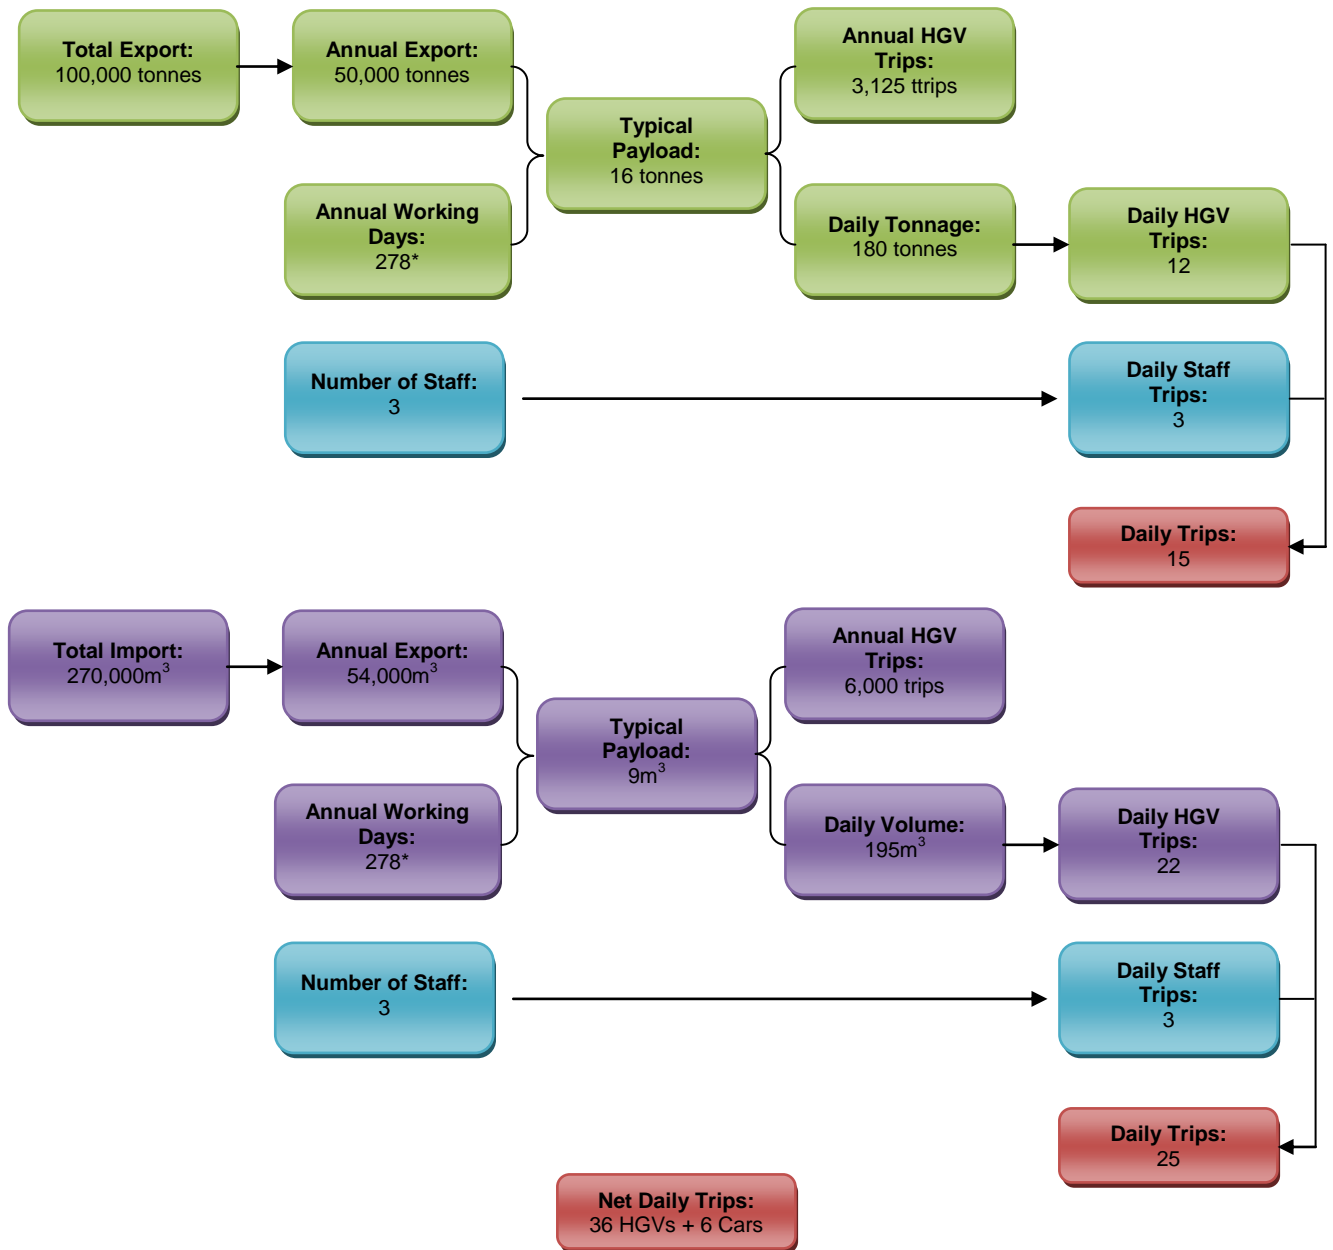 Total Export:
100,000 tonnes
Annual Export:
50,000 tonnes
Annual HGV
Trips:
3,125 ttrips
Typical
Payload:
16 tonnes
Annual Working
Days:
278*
Daily Tonnage:
180 tonnes
Daily HGV
Trips:
12
Number of Staff:
3
Daily Staff
Trips:
3
Daily Trips:
15
Total Import:
270,000m³
Annual Export:
54,000m³
Annual HGV
Trips:
6,000 trips
Typical
Payload:
9m³
Annual Working
Days:
278*
Daily Volume:
195m³
Daily HGV
Trips:
22
Number of Staff:
3
Daily Staff
Trips:
3
Daily Trips:
25
Net Daily Trips:
36 HGVs + 6 Cars